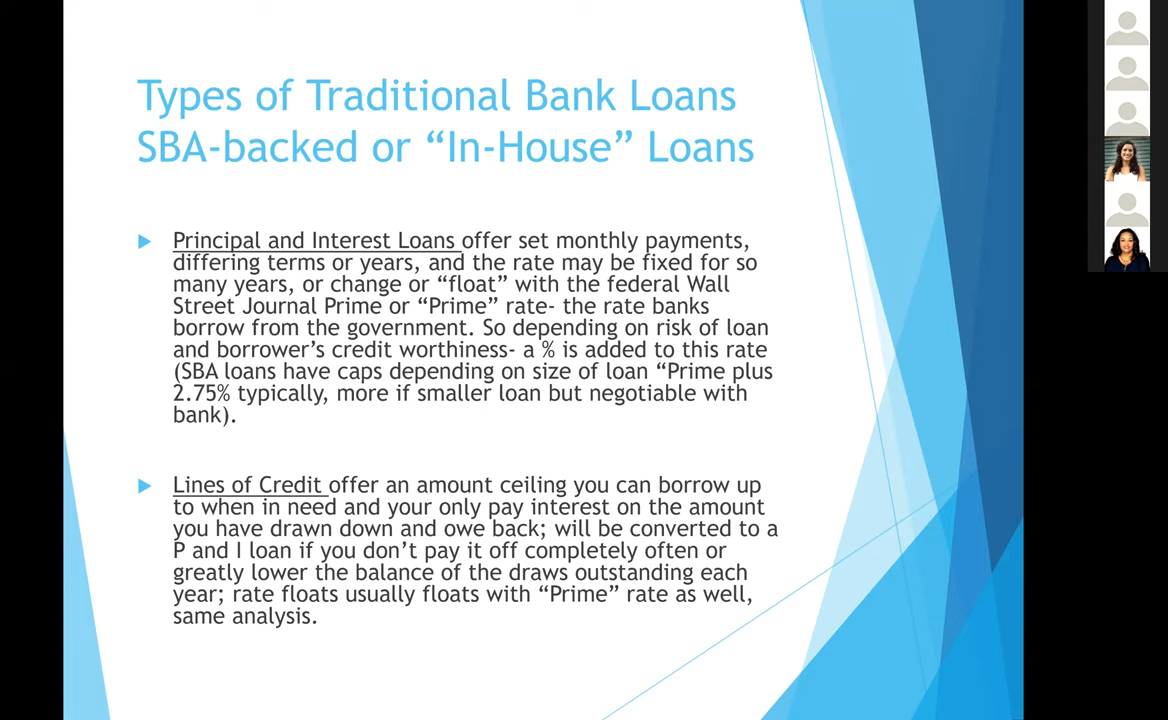 Types of Traditional Bank Loans
SBA-backed or “In-House” Loans
Principal and Interest Loans offer set monthly payments,
differing terms or years, and the rate may be fixed for so
many years, or change or “float” with the federal Wall
Street Journal Prime or “Prime” rate- the rate banks
borrow from the government. So depending on risk of loan
and borrower’s credit worthiness- a % is added to this rate
(SBA loans have caps depending on size of loan “Prime plus
2.75% typically, more if smaller loan but negotiable with
bank).
Lines of Credit offer an amount ceiling you can borrow up
to when in need and your only pay interest on the amount
you have drawn down and owe back; will be converted to a
P and I loan if you don’t pay it off completely often or
greatly lower the balance of the draws outstanding each
year; rate floats usually floats with “Prime” rate as well,
same analysis.